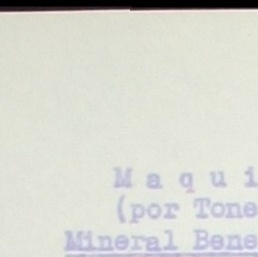 M a q u i
(por Tone
Mineral Bene